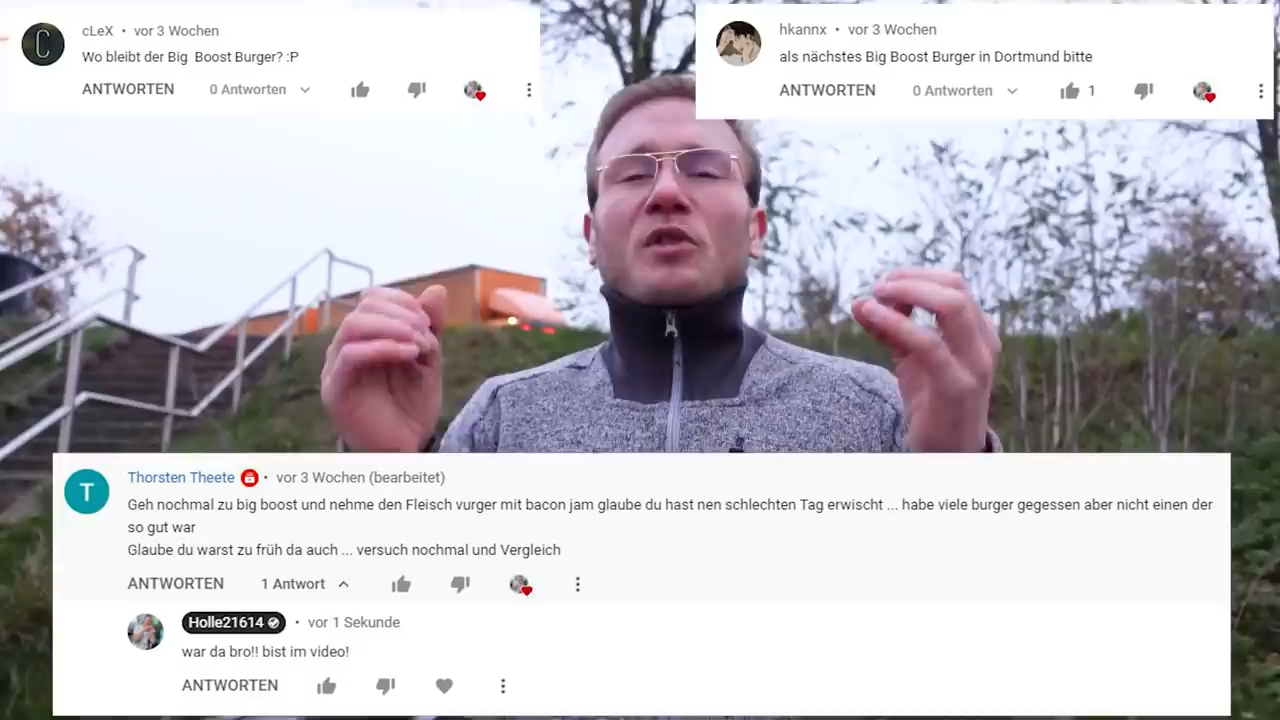 cLeX • vor 3 Wochen
Wo bleibt der Big Boost Burger? :P
ANTWORTEN 0 Antworten
hkannx • vor 3 Wochen
als nächstes Big Boost Burger in Dortmund bitte
ANTWORTEN 0 Antworten 1
T
Thorsten Theete • vor 3 Wochen (bearbeitet)
Geh nochmal zu big boost und nehme den Fleisch vurger mit bacon jam glaube du hast nen schlechten Tag erwischt ... habe viele burger gegessen aber nicht einen der
so gut war
Glaube du warst zu früh da auch ... versuch nochmal und Vergleich
ANTWORTEN 1 Antwort
Holle21614 • vor 1 Sekunde
war da bro!! bist im video!
ANTWORTEN